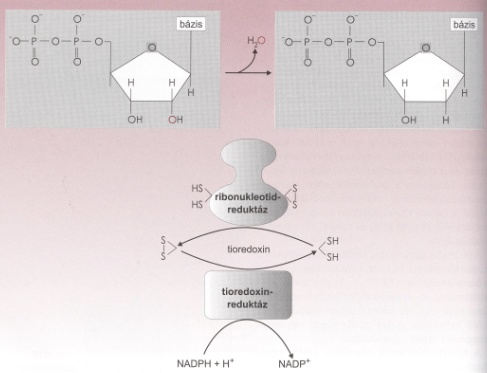 bázis
H₂O
bázis
O⁻ O⁻
⁻O–P–O–P–O
O O
O
H H H
OH OH
O⁻ O⁻
⁻O–P–O–P–O
O O
O
H H H
OH H
HS
HS
ribonukleotid-
reduktáz
S
S
S
S
tioredoxin
SH
SH
tioredoxin-
reduktáz
NADPH + H⁺
NADP⁺